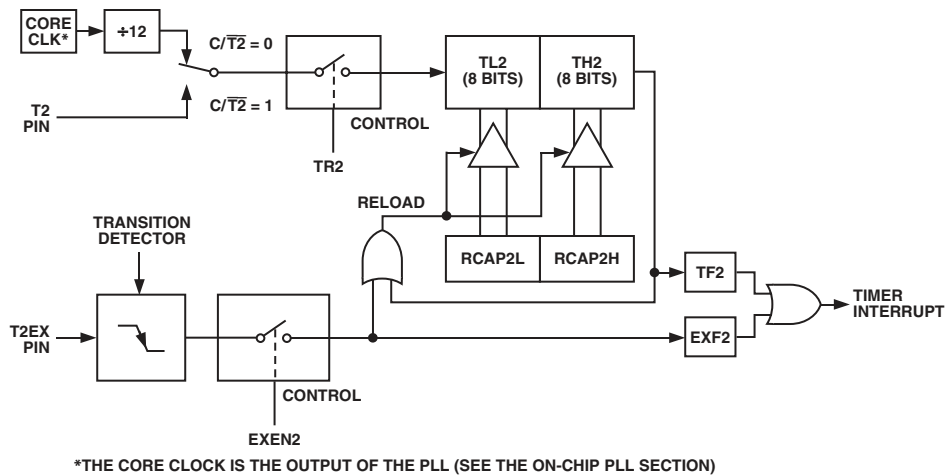 CORE
CLK*
÷12
C/T2 = 0
C/T2 = 1
T2
PIN
CONTROL
TR2
TL2
(8 BITS)
TH2
(8 BITS)
RELOAD
TRANSITION
DETECTOR
RCAP2L
RCAP2H
TF2
TIMER
INTERRUPT
T2EX
PIN
EXF2
CONTROL
EXEN2
*THE CORE CLOCK IS THE OUTPUT OF THE PLL (SEE THE ON-CHIP PLL SECTION)